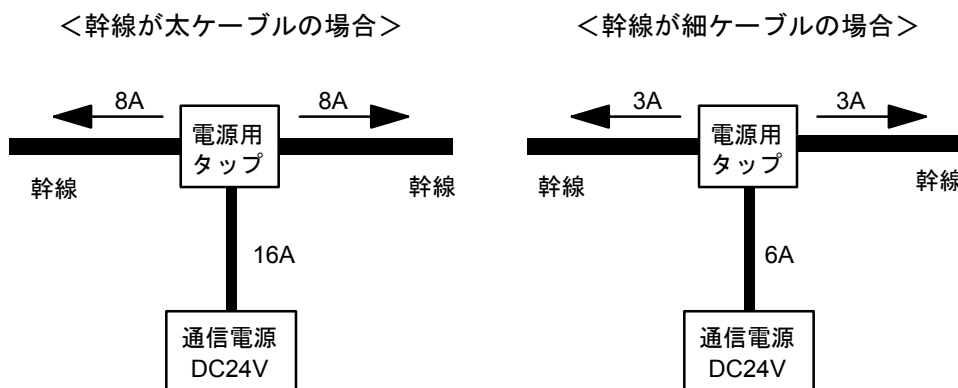 ＜幹線が太ケーブルの場合＞
8A
8A
電源用
タップ
幹線
幹線
16A
通信電源
DC24V
＜幹線が細ケーブルの場合＞
3A
3A
電源用
タップ
幹線
幹線
6A
通信電源
DC24V